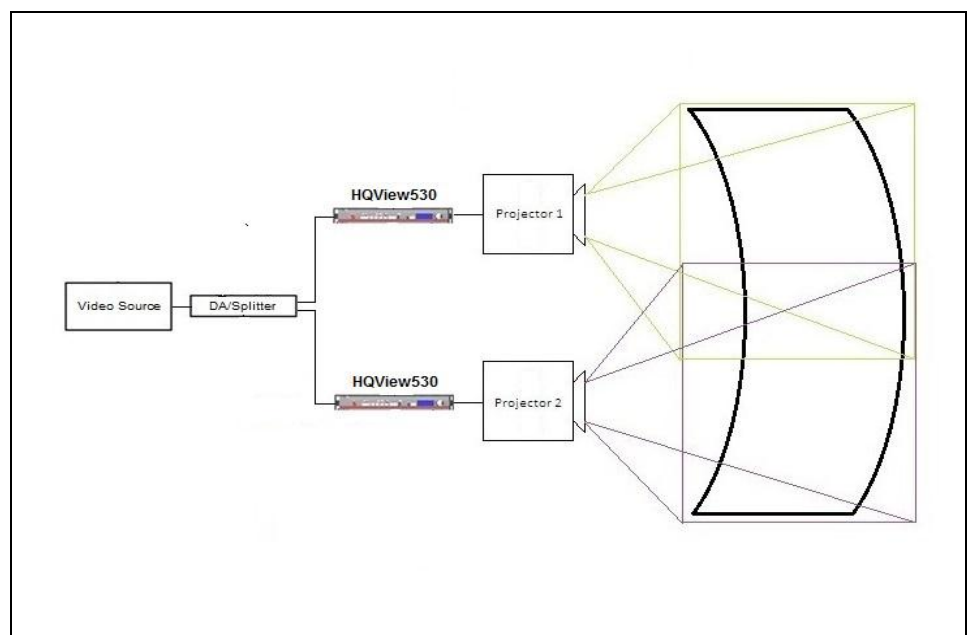 HQView530
Projector 1
Video Source
DA/Splitter
HQView530
Projector 2